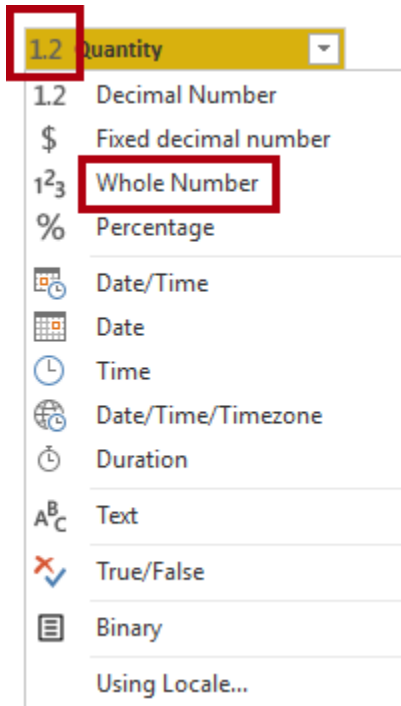 1.2 Quantity
1.2 Decimal Number
$ Fixed decimal number
1²3 Whole Number
% Percentage
Date/Time
Date
Time
Date/Time/Timezone
Duration
ABC Text
True/False
Binary
Using Locale...